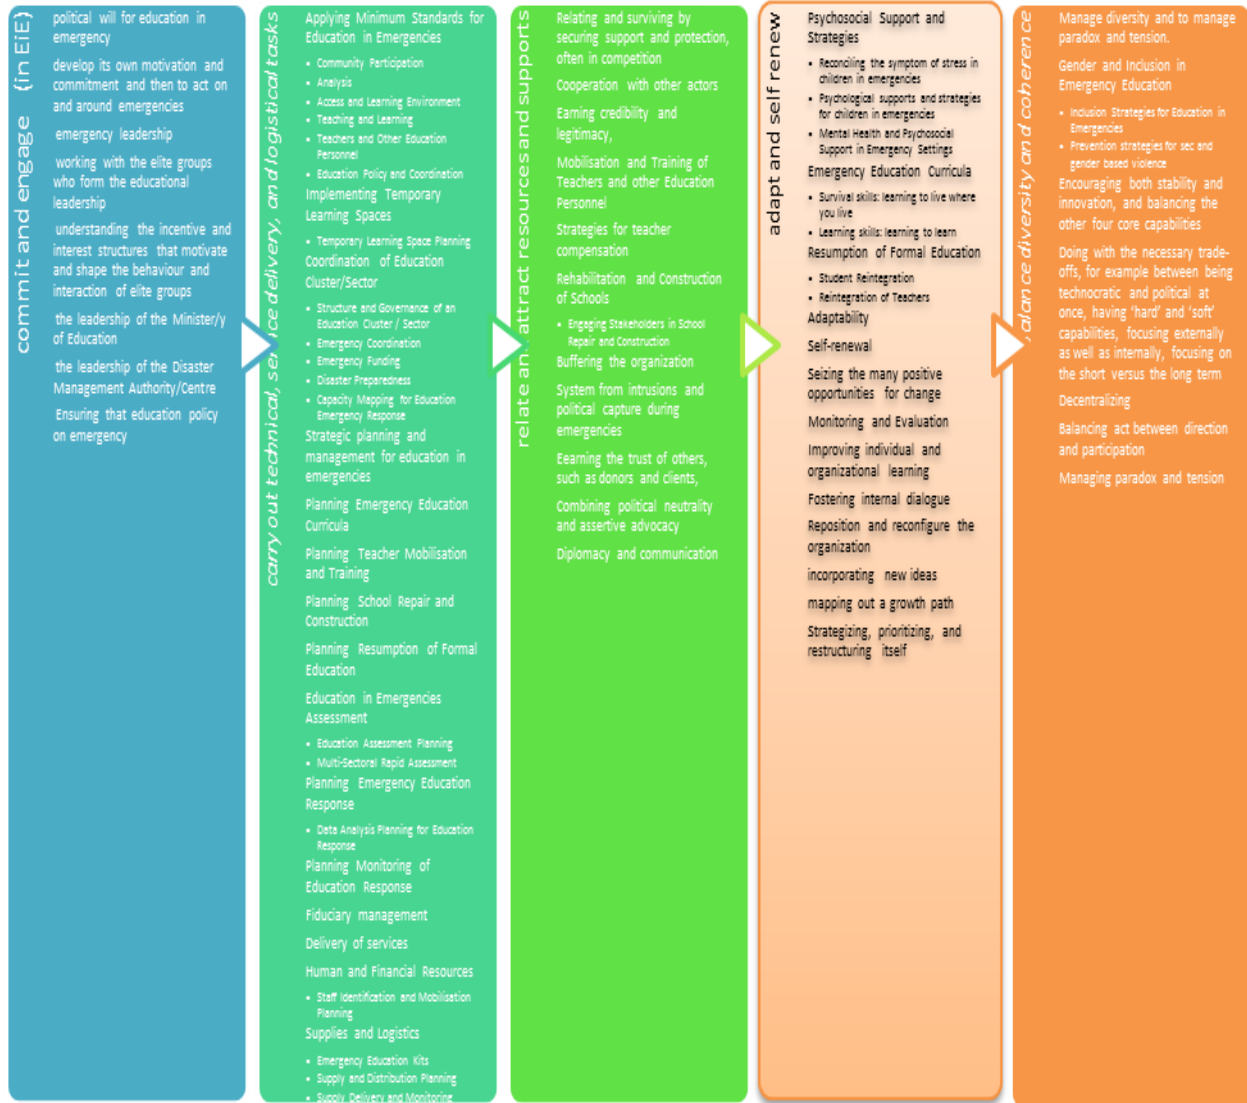 commit and engage (in EiE)
political will for education in
emergency
develop its own motivation and
commitment and then to act on
and around emergencies
emergency leadership
working with the elite groups
who form the educational
leadership
understanding the incentive and
interest structures that motivate
and shape the behaviour and
interaction of elite groups
the leadership of the Minister/y
of Education
the leadership of the Disaster
Management Authority/Centre
Ensuring that education policy
on emergency
carry out technical, service delivery, and logistical tasks
Applying Minimum Standards for
Education in Emergencies
• Community Participation
• Analysis
• Access and Learning Environment
• Teaching and Learning
• Teachers and Other Education
Personnel
• Education Policy and Coordination
Implementing Temporary
Learning Spaces
• Temporary Learning Space Planning
Coordination of Education
Cluster/Sector
• Structure and Governance of an
Education Cluster / Sector
• Emergency Coordination
• Emergency Funding
• Disaster Preparedness
• Capacity Mapping for Education
Emergency Response
Strategic planning and
management for education in
emergencies
Planning Emergency Education
Curricula
Planning Teacher Mobilisation
and Training
Planning School Repair and
Construction
Planning Resumption of Formal
Education
Education in Emergencies
Assessment
• Education Assessment Planning
• Multi-Sectoral Rapid Assessment
Planning Emergency Education
Response
• Data Analysis Planning for Education
Response
Planning Monitoring of
Education Response
Fiduciary management
Delivery of services
Human and Financial Resources
• Staff Identification and Mobilisation
Planning
Supplies and Logistics
• Emergency Education Kits
• Supply and Distribution Planning
• Supply Delivery and Monitoring
relate an attract resources and supports
Relating and surviving by
securing support and protection,
often in competition
Cooperation with other actors
Earning credibility and
legitimacy,
Mobilisation and Training of
Teachers and other Education
Personnel
Strategies for teacher
compensation
Rehabilitation and Construction
of Schools
• Engaging Stakeholders in School
Repair and Construction
Buffering the organization
System from intrusions and
political capture during
emergencies
Eearning the trust of others,
such as donors and clients,
Combining political neutrality
and assertive advocacy
Diplomacy and communication
adapt and self renew
Psychosocial Support and
Strategies
• Reconciling the symptom of stress in
children in emergencies
• Psychological supports and strategies
for children in emergencies
• Mental Health and Psychosocial
Support in Emergency Settings
Emergency Education Curricula
• Survival skills: learning to live where
you live
• Learning skills: learning to learn
Resumption of Formal Education
• Student Reintegration
• Reintegration of Teachers
Adaptability
Self-renewal
Seizing the many positive
opportunities for change
Monitoring and Evaluation
Improving individual and
organizational learning
Fostering internal dialogue
Reposition and reconfigure the
organization
incorporating new ideas
mapping out a growth path
Strategizing, prioritizing, and
restructuring itself
alance diversity and coherence
Manage diversity and to manage
paradox and tension.
Gender and Inclusion in
Emergency Education
• Inclusion Strategies for Education in
Emergencies
• Prevention strategies for sec and
gender based violence
Encouraging both stability and
innovation, and balancing the
other four core capabilities
Doing with the necessary trade-
offs, for example between being
technocratic and political at
once, having ‘hard’ and ‘soft’
capabilities, focusing externally
as well as internally, focusing on
the short versus the long term
Decentralizing
Balancing act between direction
and participation
Managing paradox and tension